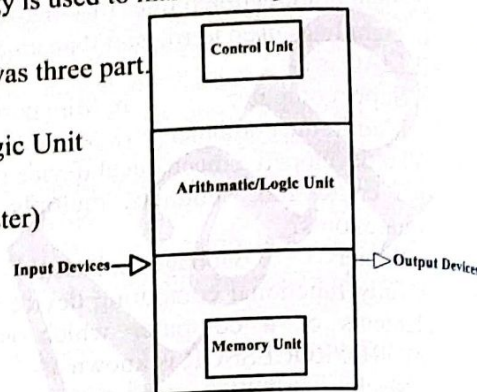 gy is used to
Control Unit
was three part.
gic Unit
Arithmatic/Logic Unit
ter)
Input Devices
Output Devices
Memory Unit